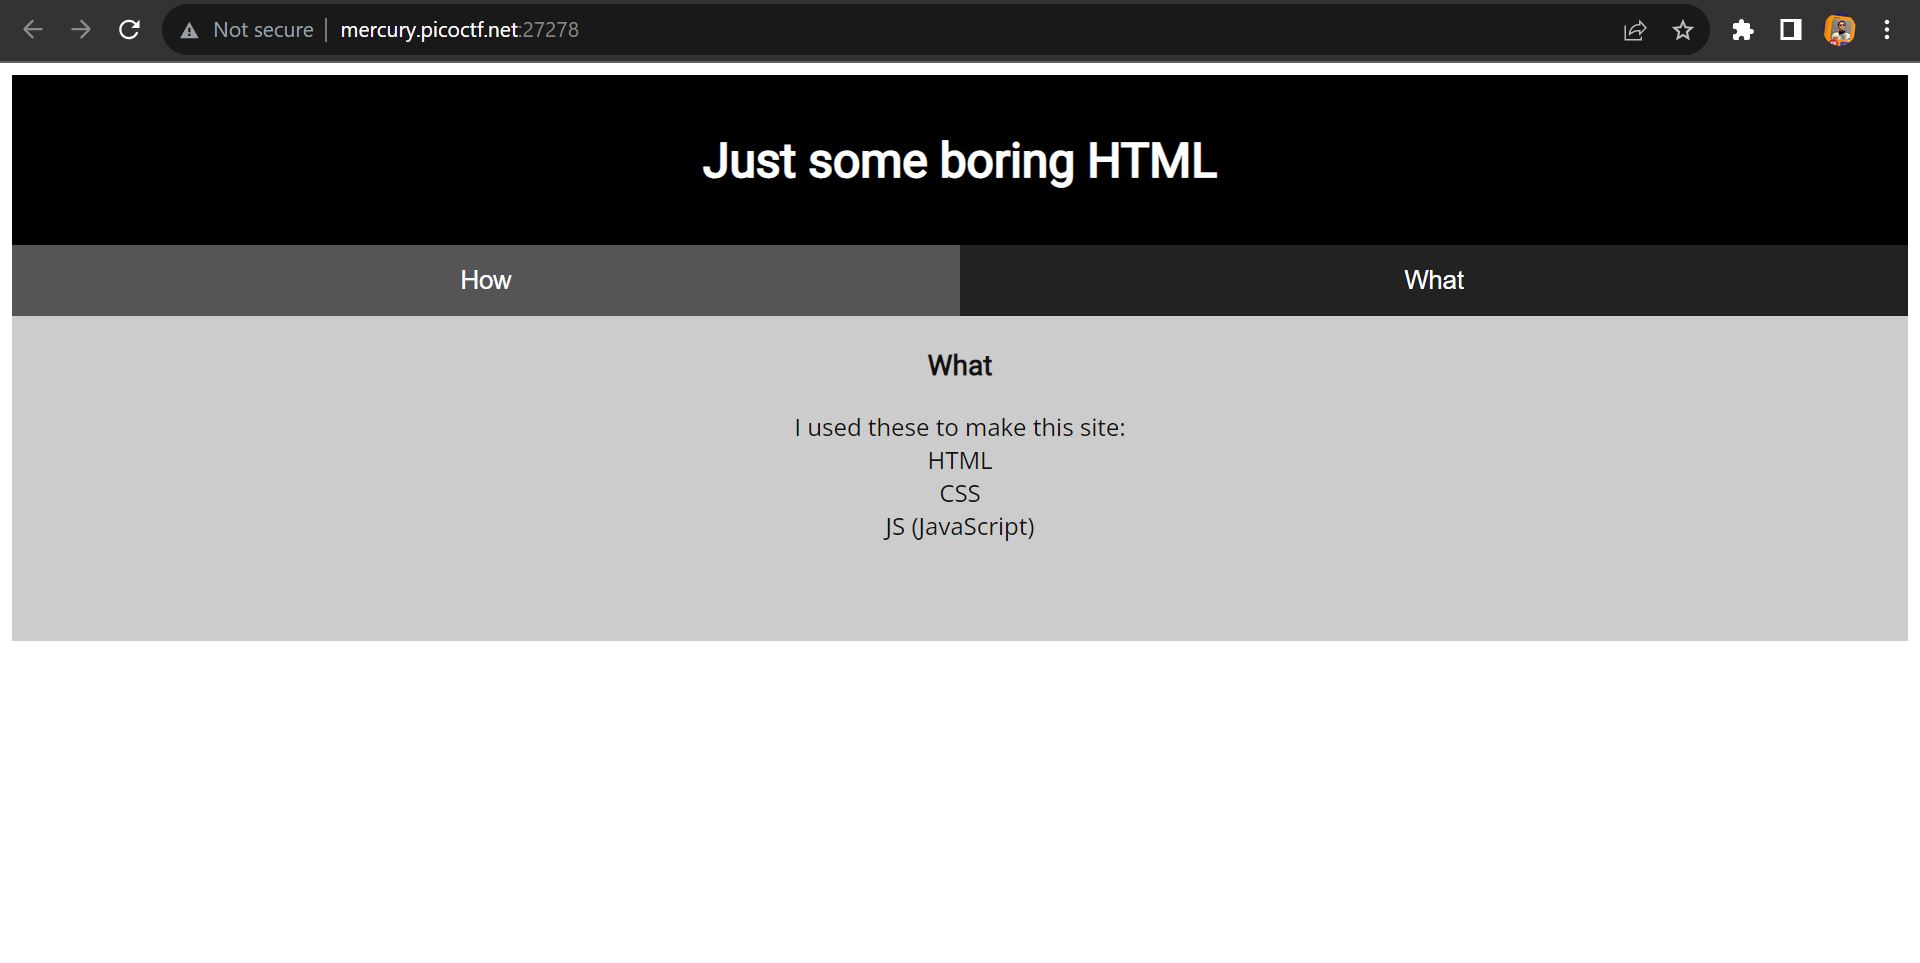 Not secure | mercury.picoctf.net:27278
Just some boring HTML
How What
What
I used these to make this site:
HTML
CSS
JS (JavaScript)